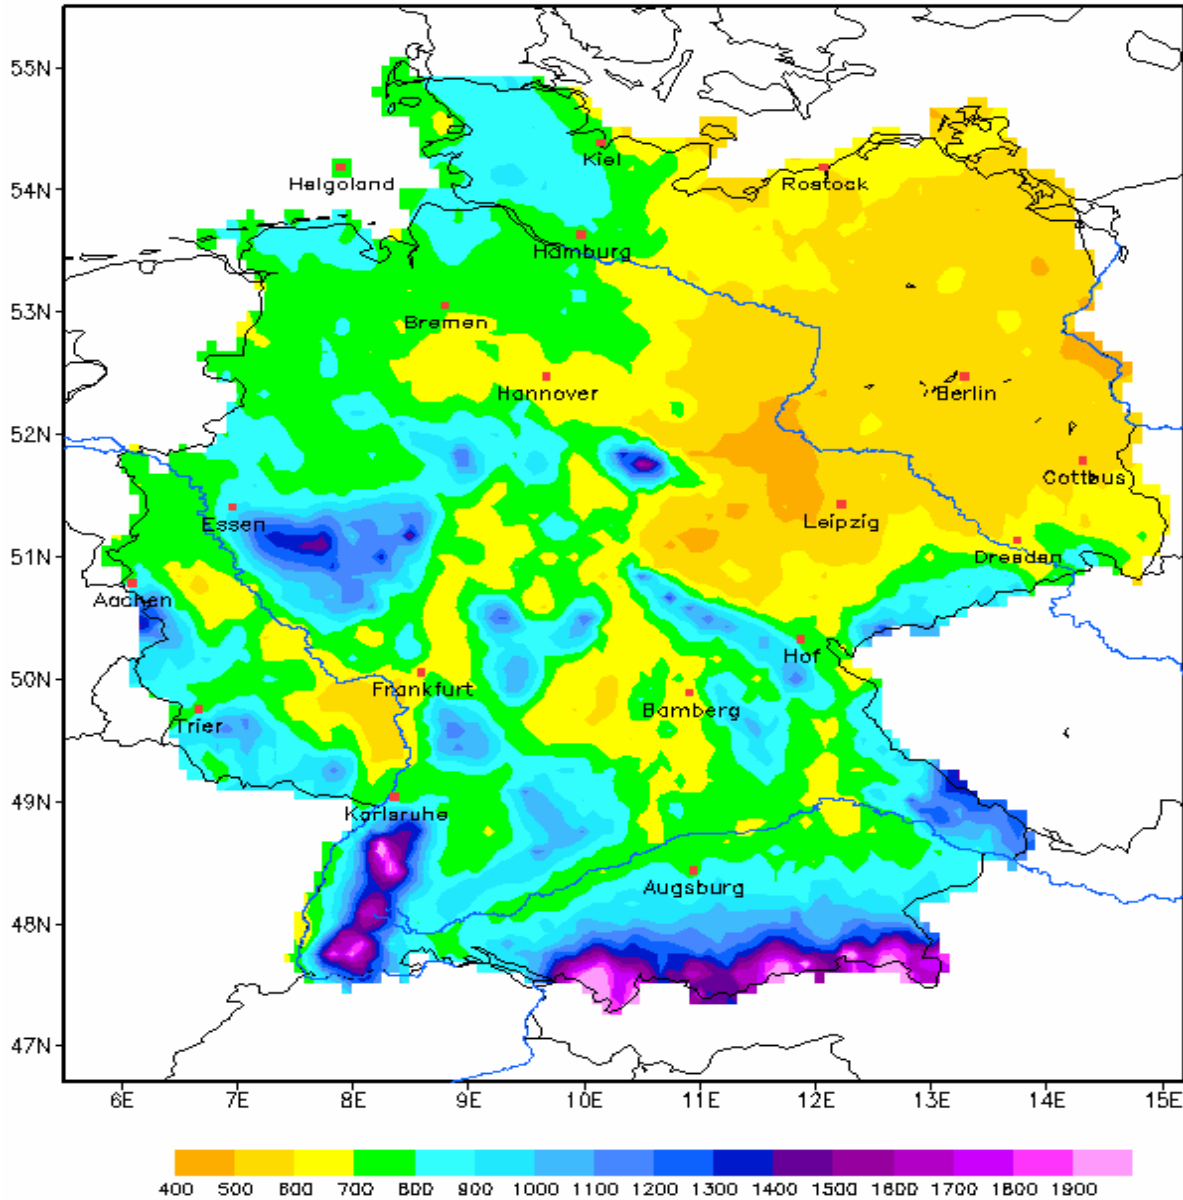 55N
Kiel
54N
Helgoland
Rostock
Hamburg
53N
Bremen
Hannover
Berlin
52N
Cottbus
Essen
Leipzig
51N
Dresden
Aachen
Hof
50N
Frankfurt
Bamberg
Trier
49N
Karlsruhe
Augsburg
48N
47N
6E 7E 8E 9E 10E 11E 12E 13E 14E 15E
400 500 600 700 800 900 1000 1100 1200 1300 1400 1500 1600 1700 1800 1900